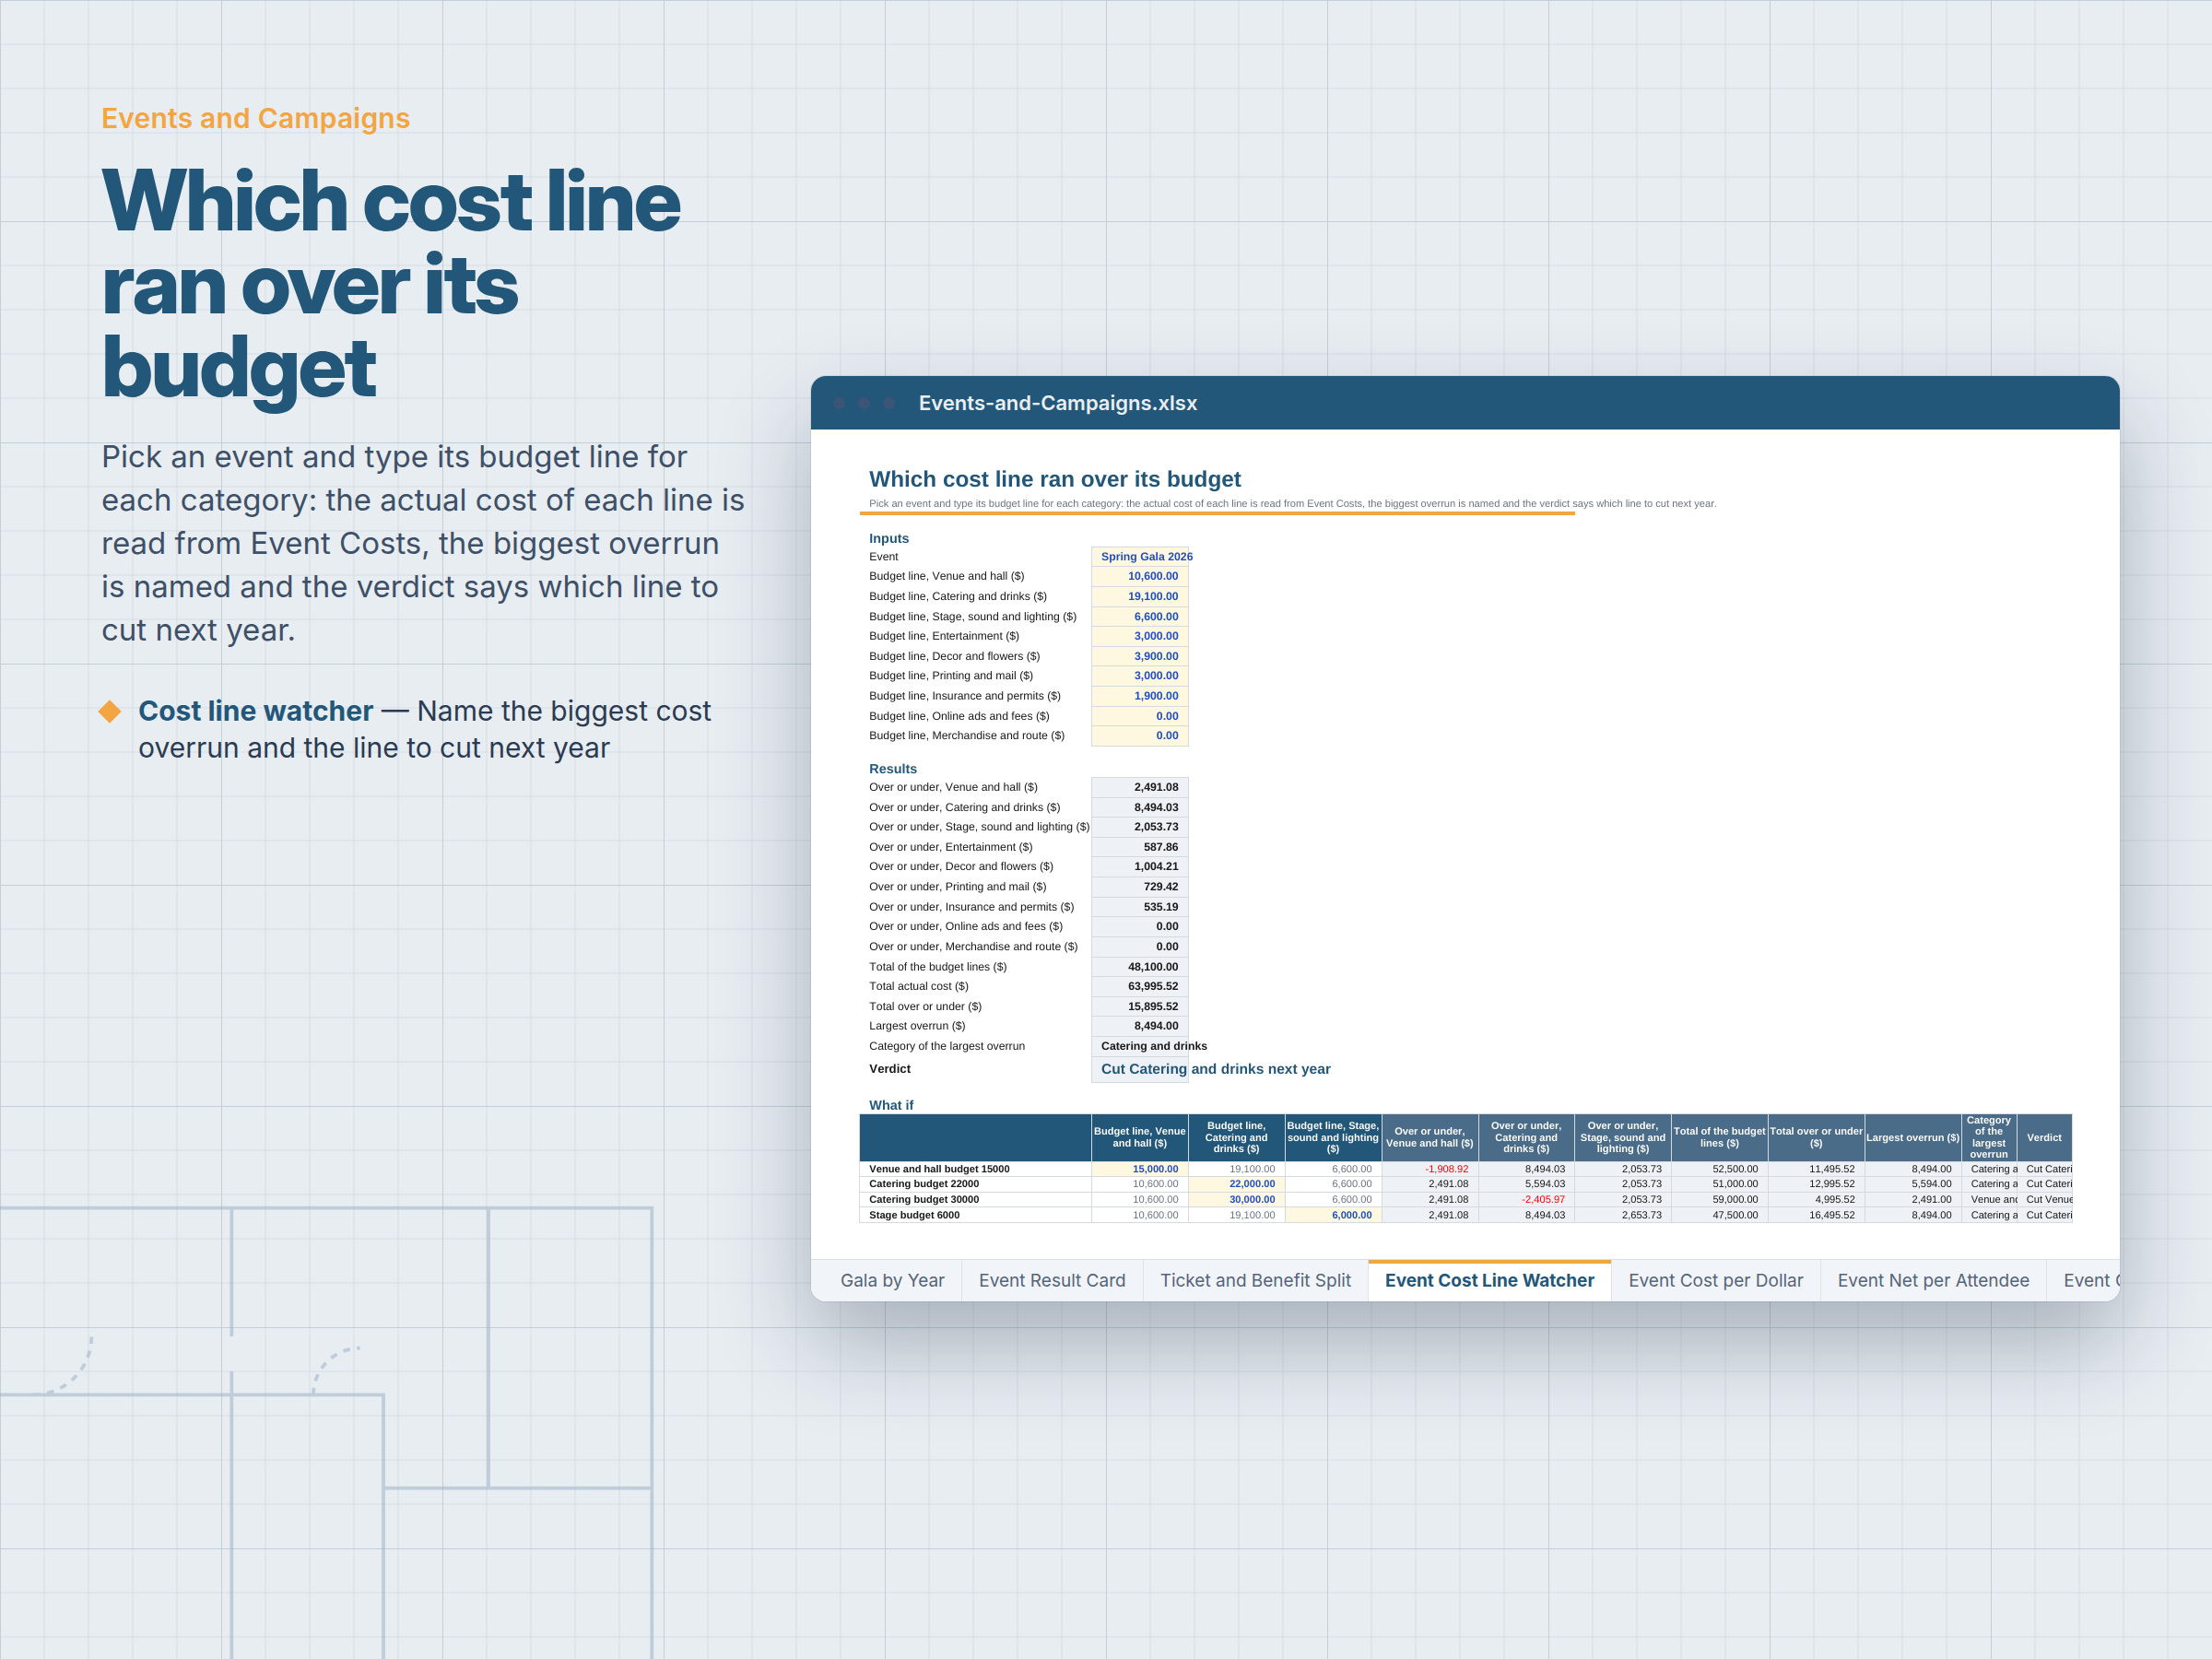 Events and Campaigns
Which cost line
ran over its
budget
Pick an event and type its budget line for
each category: the actual cost of each line is
read from Event Costs, the biggest overrun
is named and the verdict says which line to
cut next year.
Cost line watcher — Name the biggest cost
overrun and the line to cut next year
Events-and-Campaigns.xlsx
Which cost line ran over its budget
Pick an event and type its budget line for each category: the actual cost of each line is read from Event Costs, the biggest overrun is named and the verdict says which line to cut next year.
Inputs
Event Spring Gala 2026
Budget line, Venue and hall ($) 10,600.00
Budget line, Catering and drinks ($) 19,100.00
Budget line, Stage, sound and lighting ($) 6,600.00
Budget line, Entertainment ($) 3,000.00
Budget line, Decor and flowers ($) 3,900.00
Budget line, Printing and mail ($) 3,000.00
Budget line, Insurance and permits ($) 1,900.00
Budget line, Online ads and fees ($) 0.00
Budget line, Merchandise and route ($) 0.00
Results
Over or under, Venue and hall ($) 2,491.08
Over or under, Catering and drinks ($) 8,494.03
Over or under, Stage, sound and lighting ($) 2,053.73
Over or under, Entertainment ($) 587.86
Over or under, Decor and flowers ($) 1,004.21
Over or under, Printing and mail ($) 729.42
Over or under, Insurance and permits ($) 535.19
Over or under, Online ads and fees ($) 0.00
Over or under, Merchandise and route ($) 0.00
Total of the budget lines ($) 48,100.00
Total actual cost ($) 63,995.52
Total over or under ($) 15,895.52
Largest overrun ($) 8,494.00
Category of the largest overrun Catering and drinks
Verdict Cut Catering and drinks next year
What if
Budget line, Venue and hall ($) Budget line, Catering and drinks ($) Budget line, Stage, sound and lighting ($) Over or under, Venue and hall ($) Over or under, Catering and drinks ($) Over or under, Stage, sound and lighting ($) Total of the budget lines ($) Total over or under ($) Largest overrun ($) Category of the largest overrun Verdict
Venue and hall budget 15000 15,000.00 19,100.00 6,600.00 -1,908.92 8,494.03 2,053.73 52,500.00 11,495.52 8,494.00 Catering a Cut Cateri
Catering budget 22000 10,600.00 22,000.00 6,600.00 2,491.08 5,594.03 2,053.73 51,000.00 12,995.52 5,594.00 Catering a Cut Cateri
Catering budget 30000 10,600.00 30,000.00 6,600.00 2,491.08 -2,405.97 2,053.73 59,000.00 4,995.52 2,491.00 Venue and Cut Venue
Stage budget 6000 10,600.00 19,100.00 6,000.00 2,491.08 8,494.03 2,653.73 47,500.00 16,495.52 8,494.00 Catering a Cut Cateri
Gala by Year Event Result Card Ticket and Benefit Split Event Cost Line Watcher Event Cost per Dollar Event Net per Attendee Event